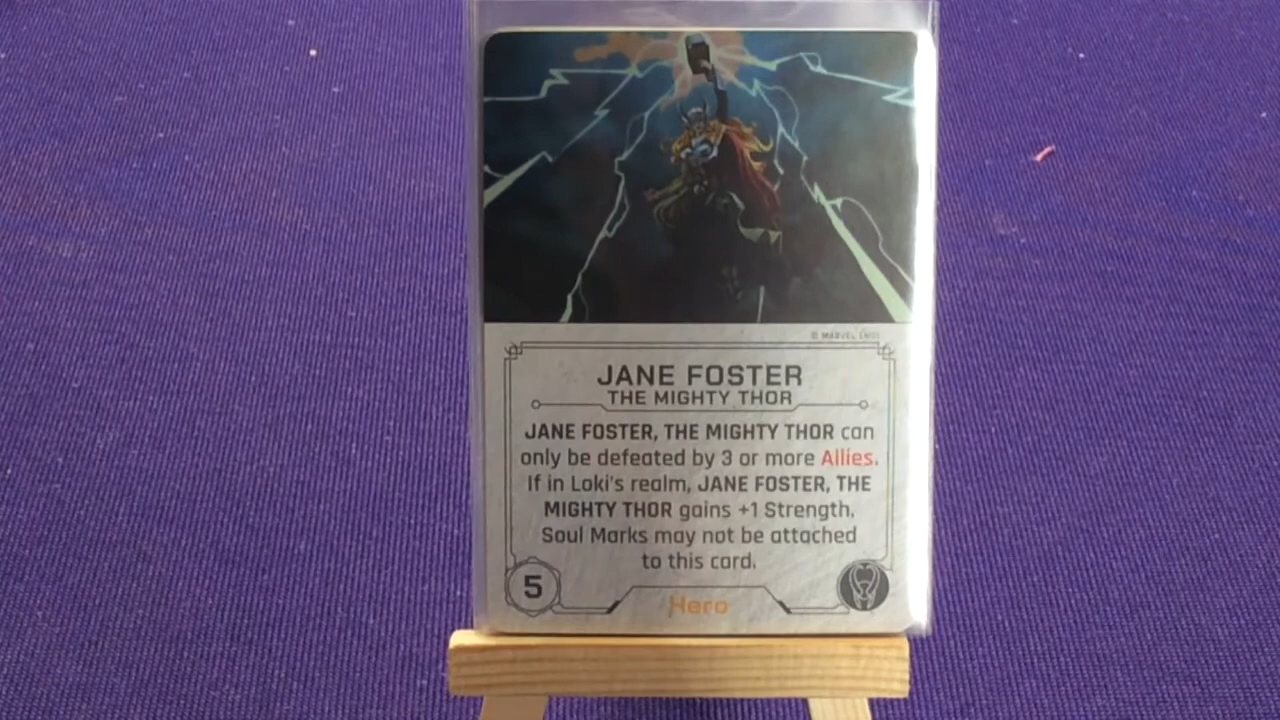 © MARVEL
JANE FOSTER
THE MIGHTY THOR
JANE FOSTER, THE MIGHTY THOR can
only be defeated by 3 or more Allies.
If in Loki's realm, JANE FOSTER, THE
MIGHTY THOR gains +1 Strength.
Soul Marks may not be attached
to this card.
5
Hero